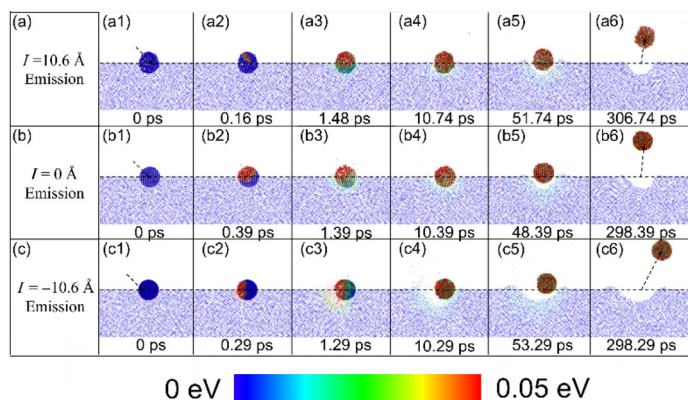 (a) (a1) (a2) (a3) (a4) (a5) (a6)
I = 10.6 Å
Emission
0 ps 0.16 ps 1.48 ps 10.74 ps 51.74 ps 306.74 ps
(b) (b1) (b2) (b3) (b4) (b5) (b6)
I = 0 Å
Emission
0 ps 0.39 ps 1.39 ps 10.39 ps 48.39 ps 298.39 ps
(c) (c1) (c2) (c3) (c4) (c5) (c6)
I = −10.6 Å
Emission
0 ps 0.29 ps 1.29 ps 10.29 ps 53.29 ps 298.29 ps
0 eV 0.05 eV